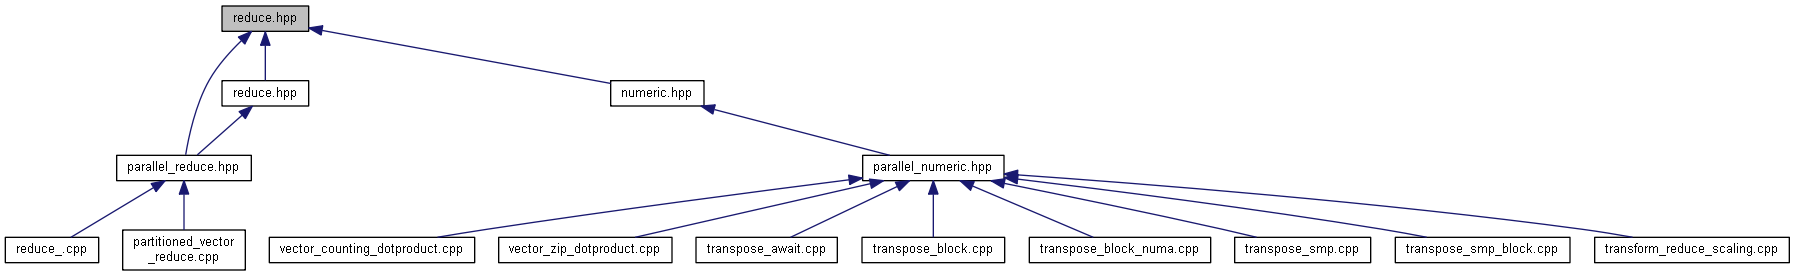 reduce.hpp
reduce.hpp
numeric.hpp
parallel_reduce.hpp
parallel_numeric.hpp
reduce_.cpp
partitioned_vector
_reduce.cpp
vector_counting_dotproduct.cpp
vector_zip_dotproduct.cpp
transpose_await.cpp
transpose_block.cpp
transpose_block_numa.cpp
transpose_smp.cpp
transpose_smp_block.cpp
transform_reduce_scaling.cpp